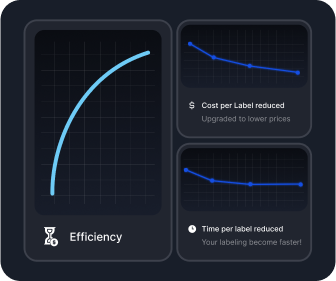 Efficiency
$ Cost per Label reduced
Upgraded to lower prices
Time per label reduced
Your labeling become faster!